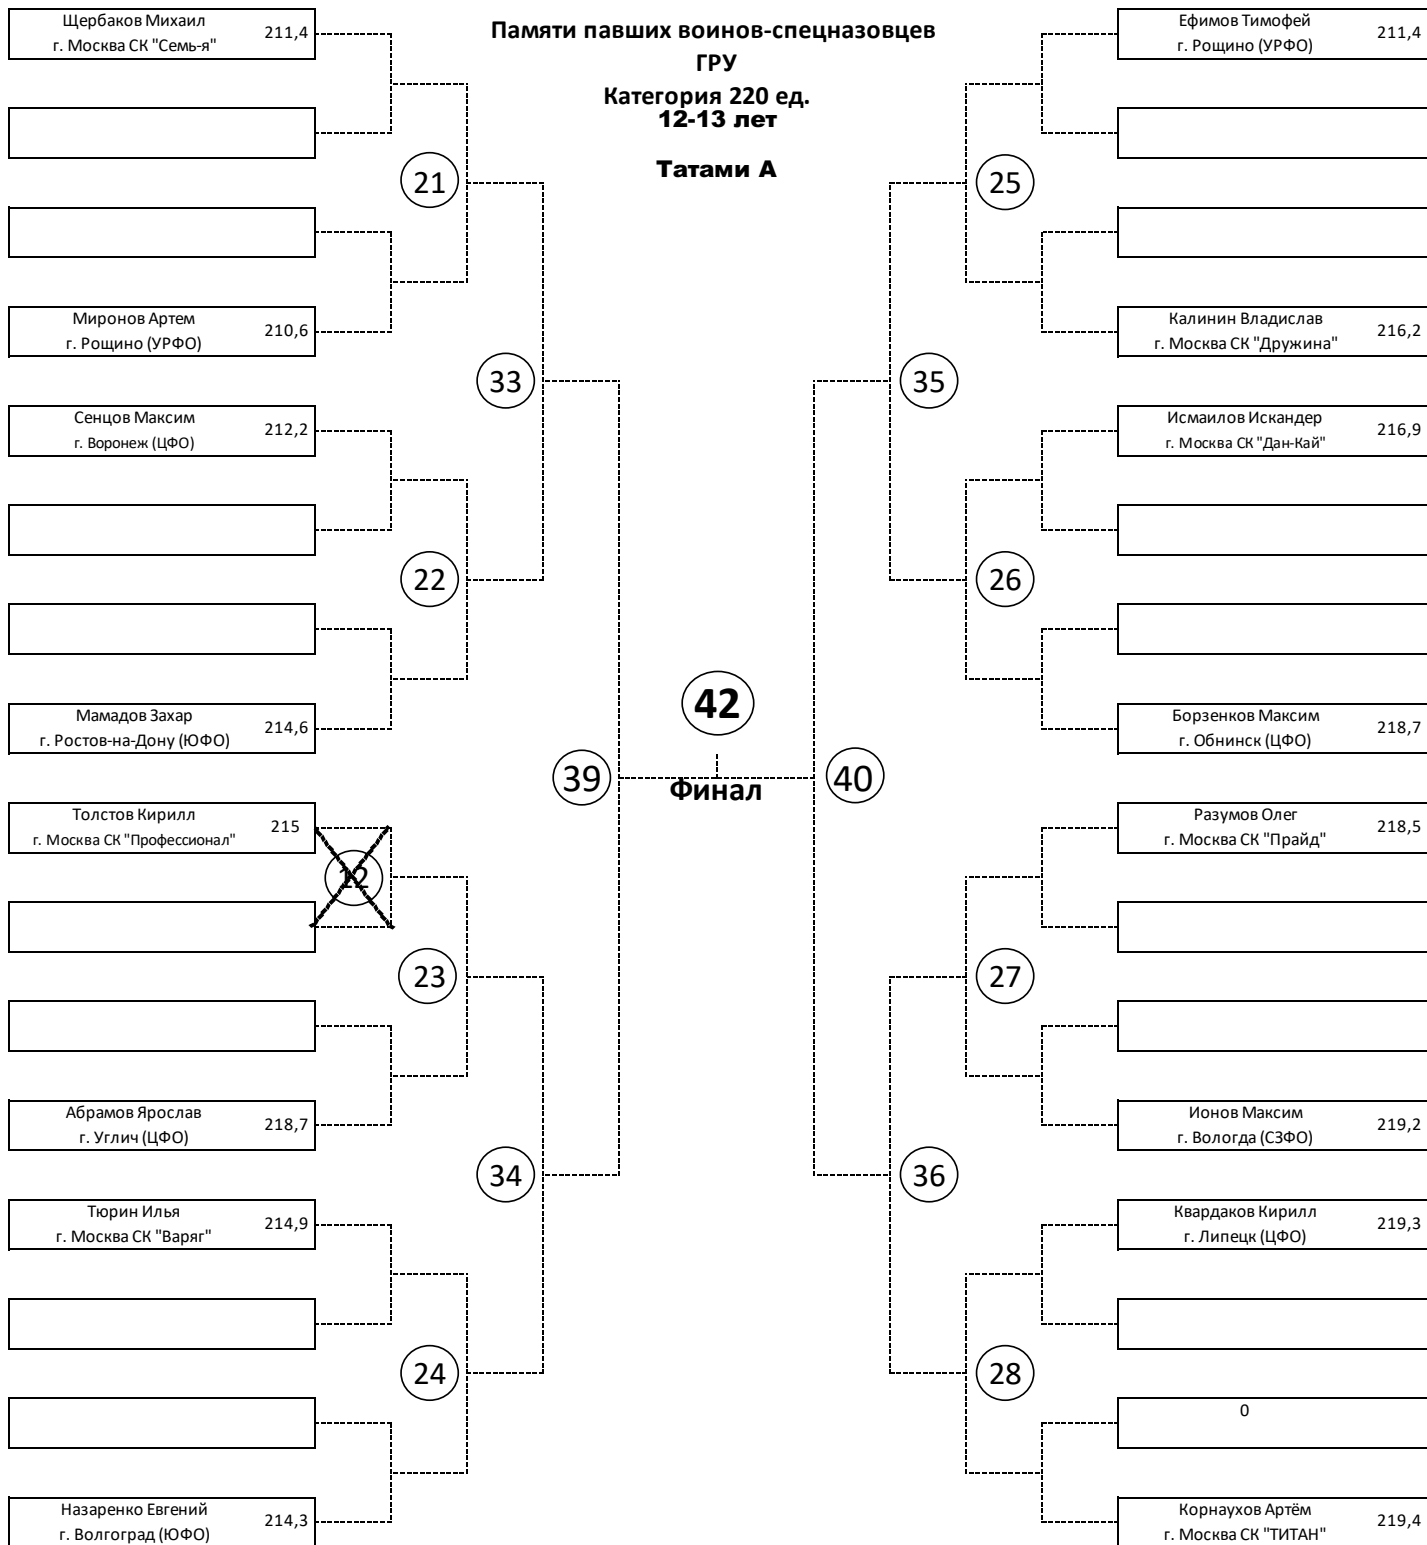 Памяти павших воинов-спецназовцев
ГРУ
Категория 220 ед.
12-13 лет
Татами А
Щербаков Михаил
г. Москва СК "Семь-я" 211,4
21
Миронов Артем
г. Рощино (УРФО) 210,6
33
Сенцов Максим
г. Воронеж (ЦФО) 212,2
22
Мамадов Захар
г. Ростов-на-Дону (ЮФО) 214,6
39
Толстов Кирилл
г. Москва СК "Профессионал" 215
12
23
Абрамов Ярослав
г. Углич (ЦФО) 218,7
34
Тюрин Илья
г. Москва СК "Варяг" 214,9
24
Назаренко Евгений
г. Волгоград (ЮФО) 214,3
42
Финал
Ефимов Тимофей
г. Рощино (УРФО) 211,4
25
Калинин Владислав
г. Москва СК "Дружина" 216,2
35
Исмаилов Искандер
г. Москва СК "Дан-Кай" 216,9
26
Борзенков Максим
г. Обнинск (ЦФО) 218,7
40
Разумов Олег
г. Москва СК "Прайд" 218,5
27
Ионов Максим
г. Вологда (СЗФО) 219,2
36
Квардаков Кирилл
г. Липецк (ЦФО) 219,3
28
0
Корнаухов Артём
г. Москва СК "ТИТАН" 219,4